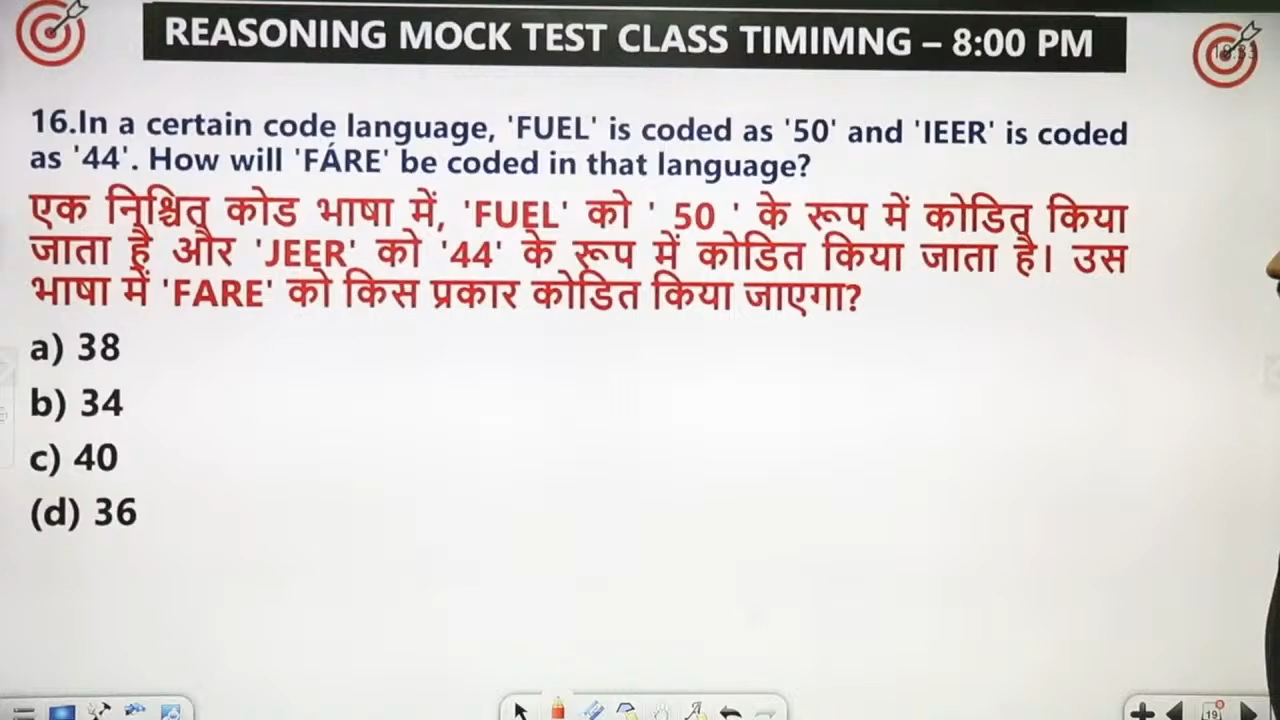 REASONING MOCK TEST CLASS TIMIMNG – 8:00 PM
16.In a certain code language, 'FUEL' is coded as '50' and 'IEER' is coded
as '44'. How will 'FÁRE' be coded in that language?
एक निश्चित कोड भाषा में, 'FUEL' को ' 50 ' के रूप में कोडित किया
जाता है और 'JEER' को '44' के रूप में कोडित किया जाता है। उस
भाषा में 'FARE' को किस प्रकार कोडित किया जाएगा?
a) 38
b) 34
c) 40
(d) 36
19